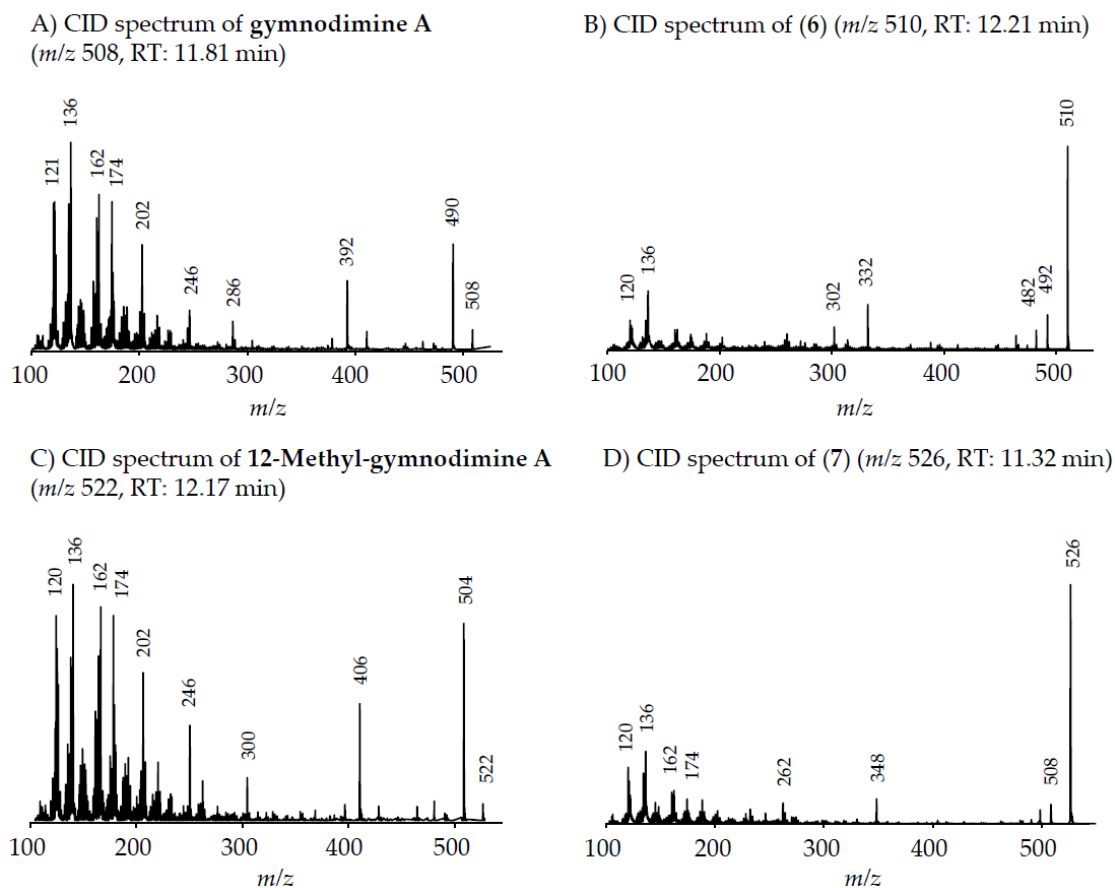 A) CID spectrum of gymnodimine A
(m/z 508, RT: 11.81 min)
136
121
162
174
202
246
286
392
490
508
100 200 300 400 500
m/z
B) CID spectrum of (6) (m/z 510, RT: 12.21 min)
120
136
302
332
482
492
510
100 200 300 400 500
m/z
C) CID spectrum of 12-Methyl-gymnodimine A
(m/z 522, RT: 12.17 min)
120
136
162
174
202
246
300
406
504
522
100 200 300 400 500
m/z
D) CID spectrum of (7) (m/z 526, RT: 11.32 min)
120
136
162
174
262
348
508
526
100 200 300 400 500
m/z